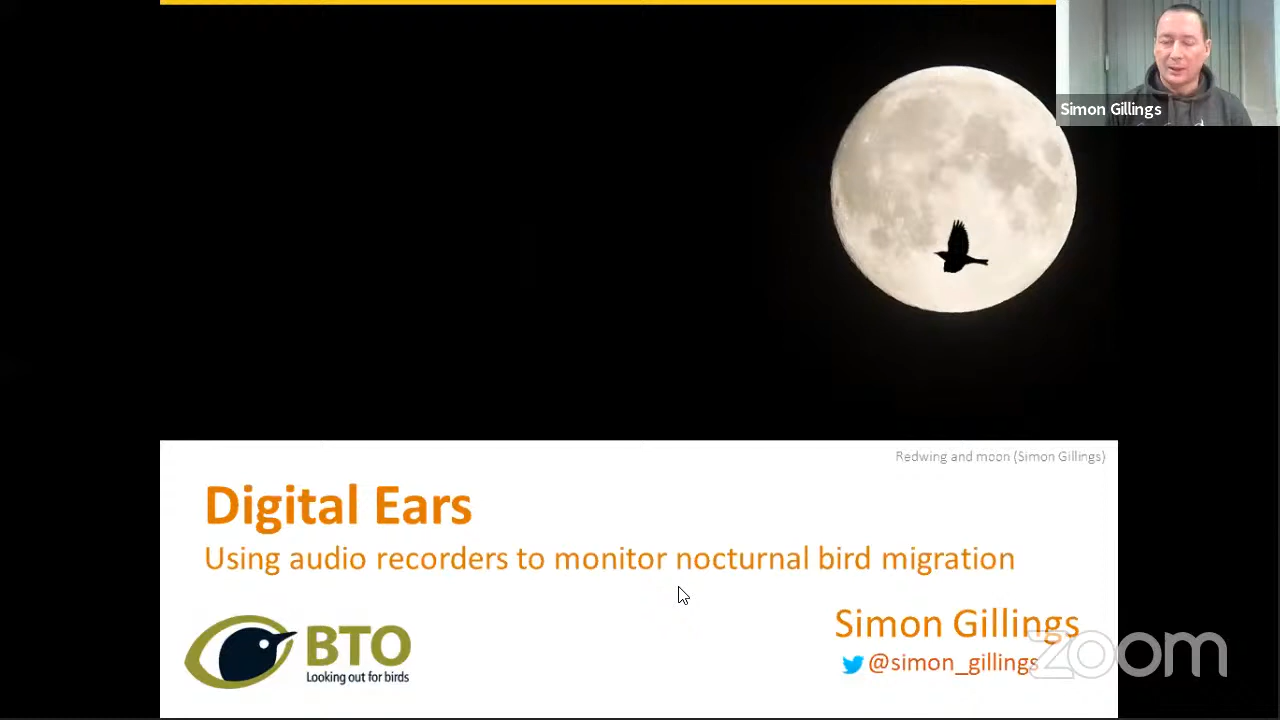 Simon Gillings
Redwing and moon (Simon Gillings)
Digital Ears
Using audio recorders to monitor nocturnal bird migration
BTO
Looking out for birds
Simon Gillings
@simon_gillings
zoom